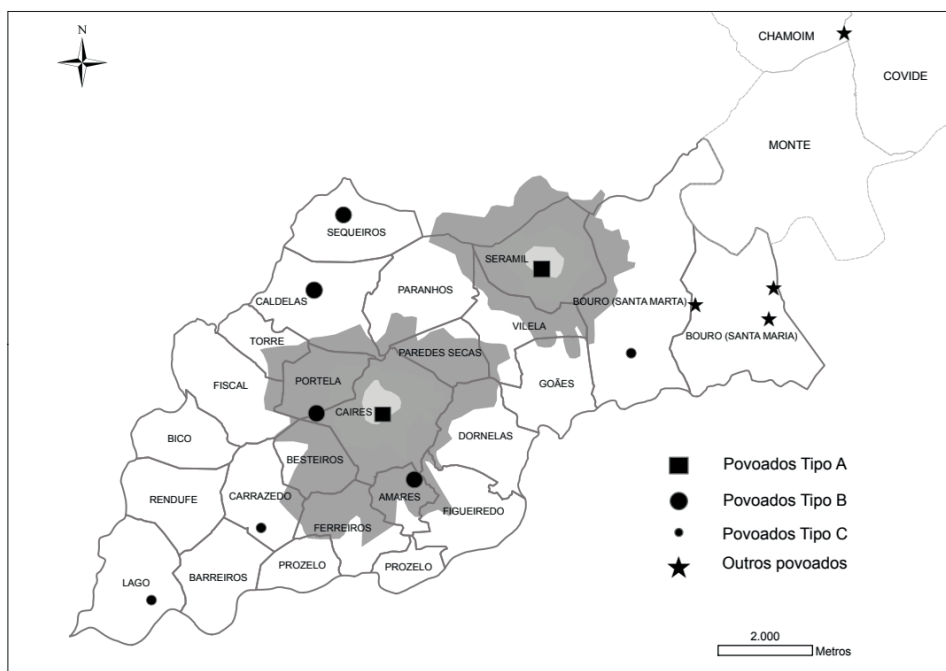 N
CHAMOIM
COVIDE
MONTE
SEQUEIROS
SERAMIL
CALDELAS
PARANHOS
BOURO (SANTA MARTA)
VILELA
BOURO (SANTA MARIA)
TORRE
PAREDES SECAS
PORTELA
FISCAL
GOÃES
CAIRES
BICO
DORNELAS
BESTEIROS
RENDUFE
CARRAZEDO
AMARES
FIGUEIREDO
FERREIROS
PROZELO
PROZELO
BARREIROS
LAGO
Povoados Tipo A
Povoados Tipo B
Povoados Tipo C
Outros povoados
2.000
Metros